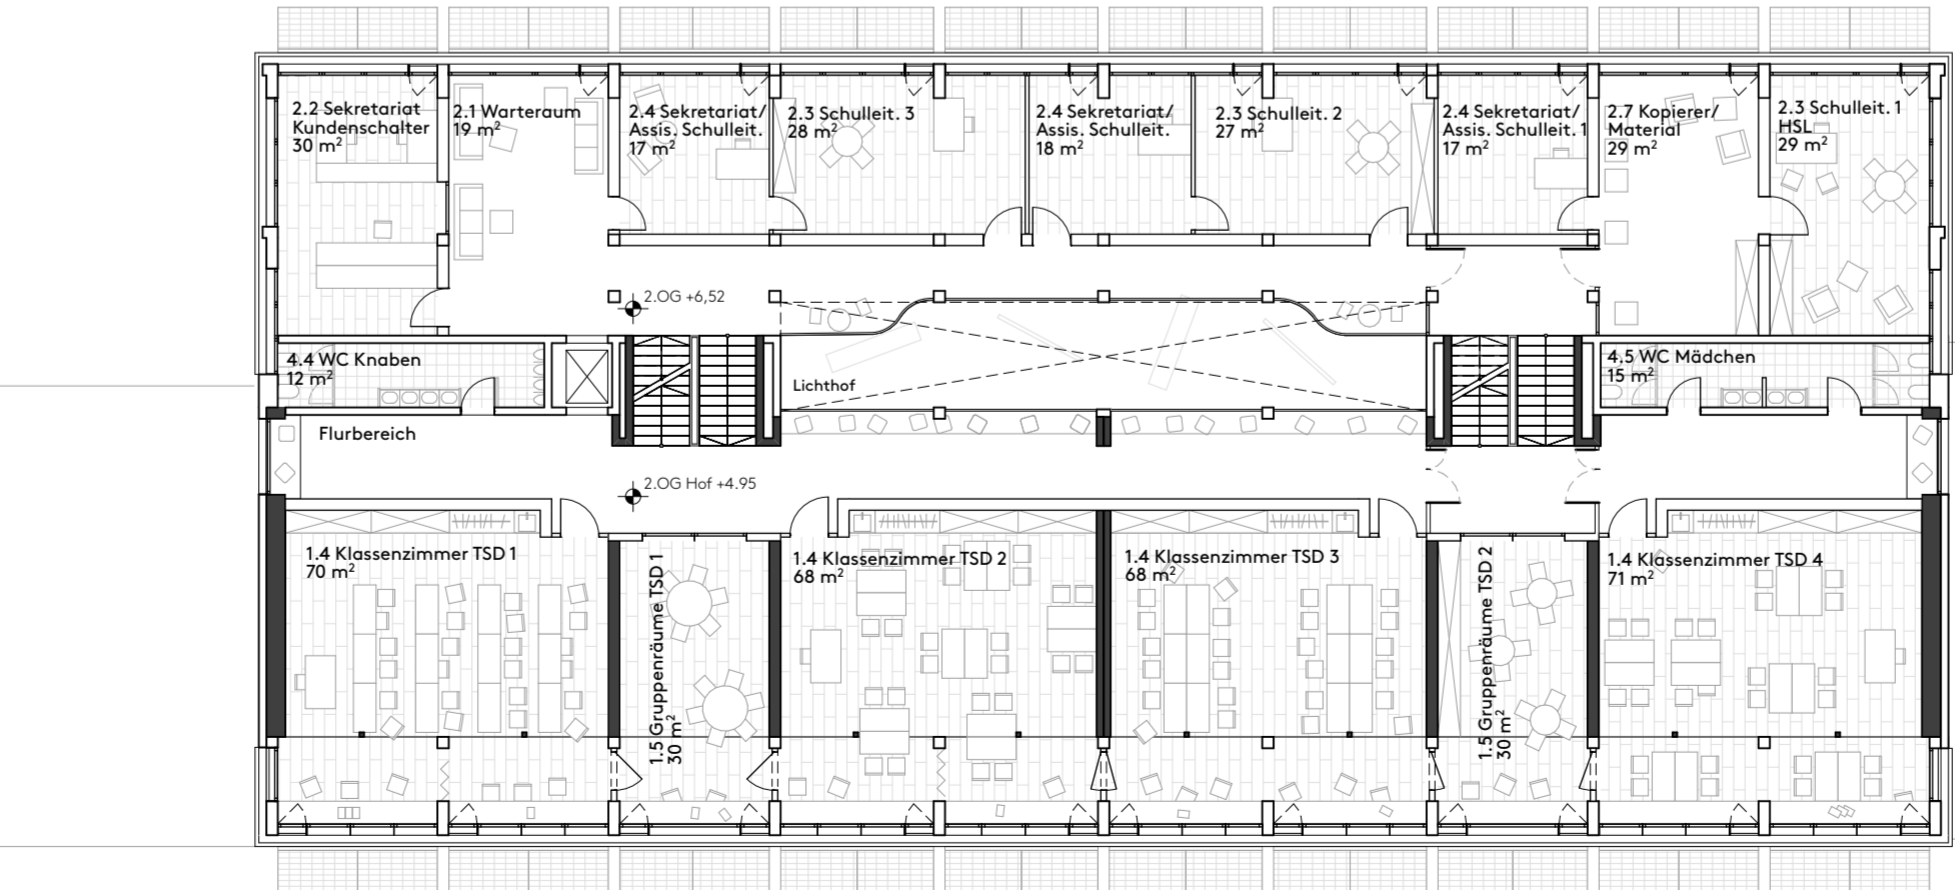 2.2 Sekretariat
Kundenschalter
30 m²
2.1 Warteraum
19 m²
2.4 Sekretariat/
Assis. Schulleit.
17 m²
2.3 Schulleit. 3
28 m²
2.4 Sekretariat/
Assis. Schulleit.
18 m²
2.3 Schulleit. 2
27 m²
2.4 Sekretariat/
Assis. Schulleit. 1
17 m²
2.7 Kopierer/
Material
29 m²
2.3 Schulleit. 1
HSL
29 m²
2.OG +6,52
4.4 WC Knaben
12 m²
Lichthof
4.5 WC Mädchen
15 m²
Flurbereich
2.OG Hof +4.95
1.4 Klassenzimmer TSD 1
70 m²
1.5 Gruppenräume TSD 1
30 m²
1.4 Klassenzimmer TSD 2
68 m²
1.4 Klassenzimmer TSD 3
68 m²
1.5 Gruppenräume TSD 2
30 m²
1.4 Klassenzimmer TSD 4
71 m²